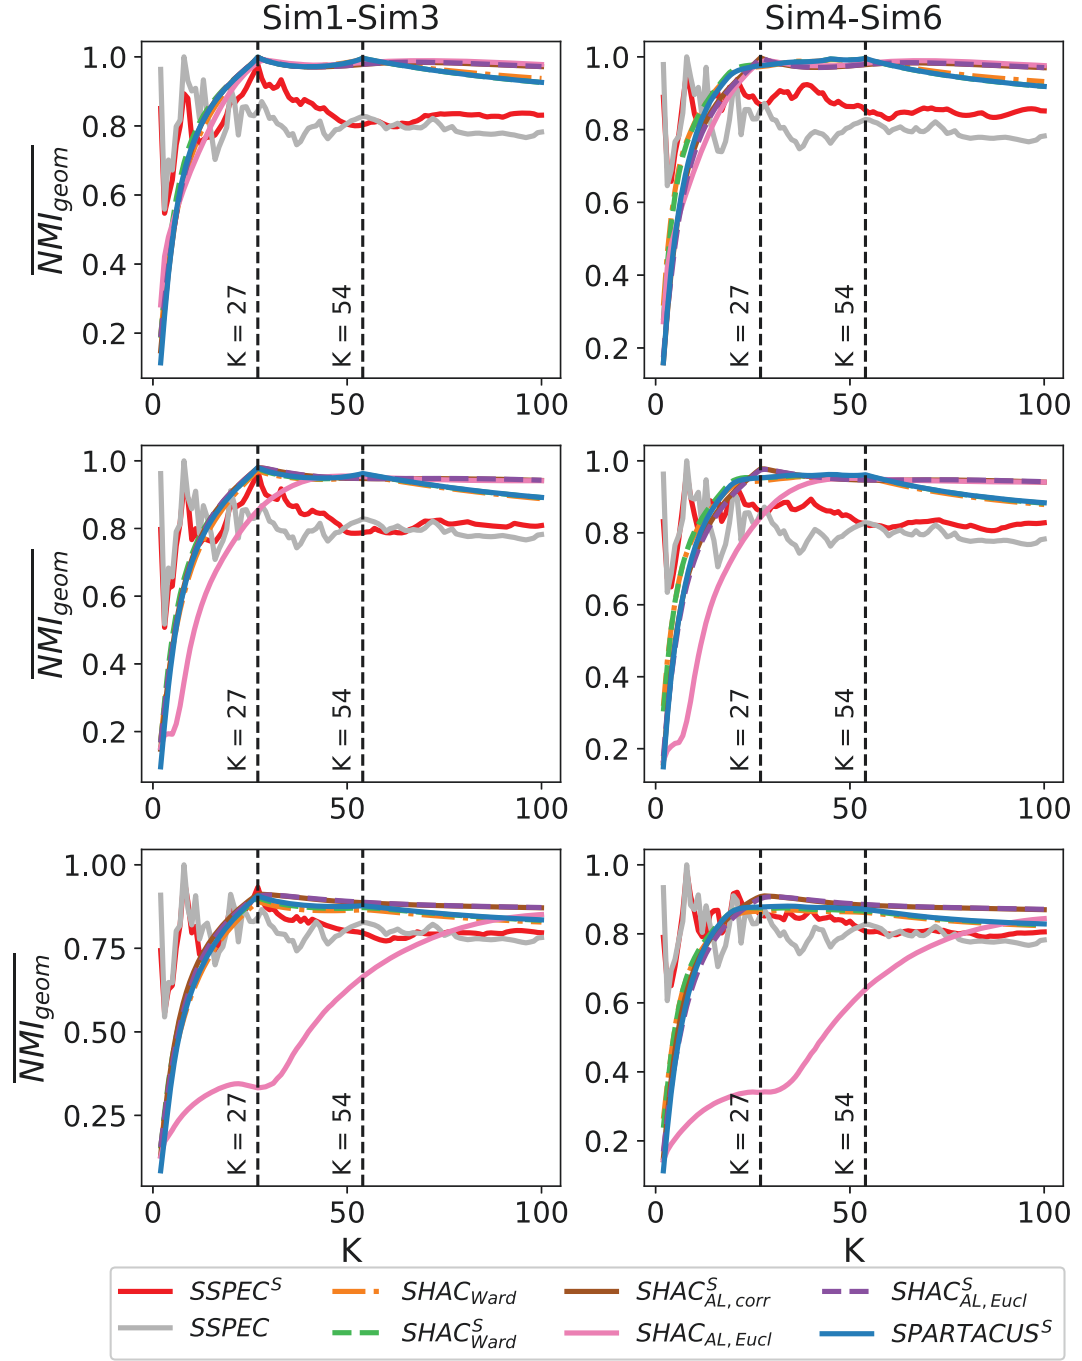 Sim1-Sim3 Sim4-Sim6
1.0 1.0
0.8 0.8
0.6 0.6
0.4 0.4
0.2 0.2
NMI_geom
K = 27 K = 54 K = 27 K = 54
0 50 100 0 50 100
1.0 1.0
0.8 0.8
0.6 0.6
0.4 0.4
0.2 0.2
NMI_geom
K = 27 K = 54 K = 27 K = 54
0 50 100 0 50 100
1.00 1.0
0.75 0.8
0.50 0.6
0.25 0.4
0.2
NMI_geom
K = 27 K = 54 K = 27 K = 54
0 50 100 0 50 100
K K
SSPEC^S SHAC_Ward SHAC^S_AL, corr SHAC^S_AL, Eucl
SSPEC SHAC^S_Ward SHAC_AL, Eucl SPARTACUS^S